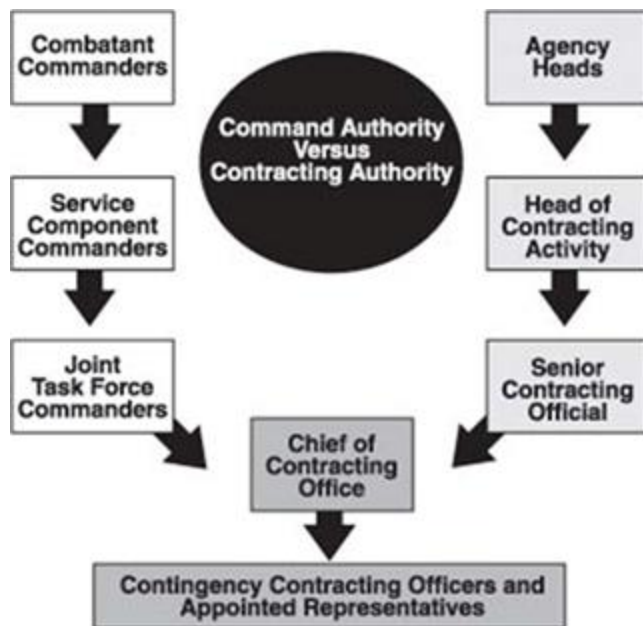 Combatant
Commanders
Agency
Heads
Command Authority
Versus
Contracting Authority
Service
Component
Commanders
Head of
Contracting
Activity
Joint
Task Force
Commanders
Senior
Contracting
Official
Chief of
Contracting
Office
Contingency Contracting Officers and
Appointed Representatives